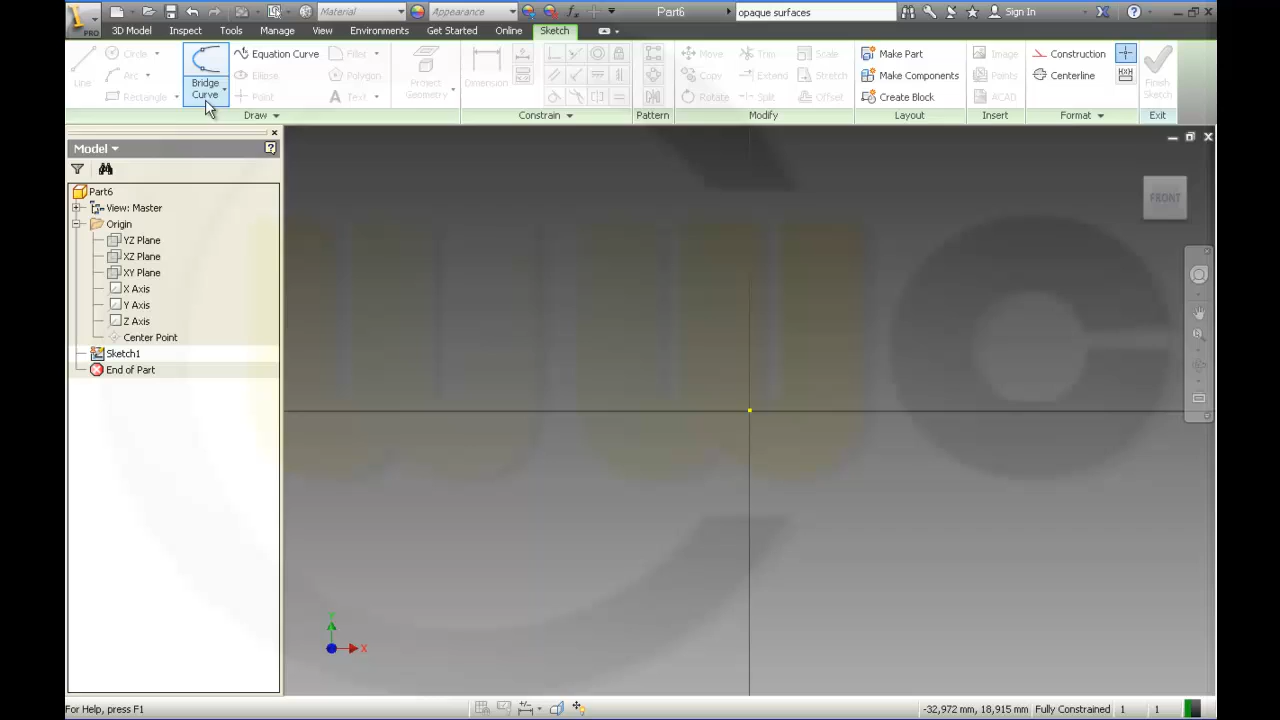 PRO
Material
Appearance
Part6
opaque surfaces
Sign In
3D Model
Inspect
Tools
Manage
View
Environments
Get Started
Online
Sketch
Line
Circle
Arc
Rectangle
Bridge
Curve
Equation Curve
Ellipse
Point
Fillet
Polygon
Text
Project
Geometry
Dimension
Move
Copy
Rotate
Trim
Extend
Split
Scale
Stretch
Offset
Make Part
Make Components
Create Block
Image
Points
ACAD
Construction
Centerline
Finish
Sketch
Draw
Constrain
Pattern
Modify
Layout
Insert
Format
Exit
Model
Part6
View: Master
Origin
YZ Plane
XZ Plane
XY Plane
X Axis
Y Axis
Z Axis
Center Point
Sketch1
End of Part
FRONT
Y
X
For Help, press F1
-32,972 mm, 18,915 mm
Fully Constrained
1
1